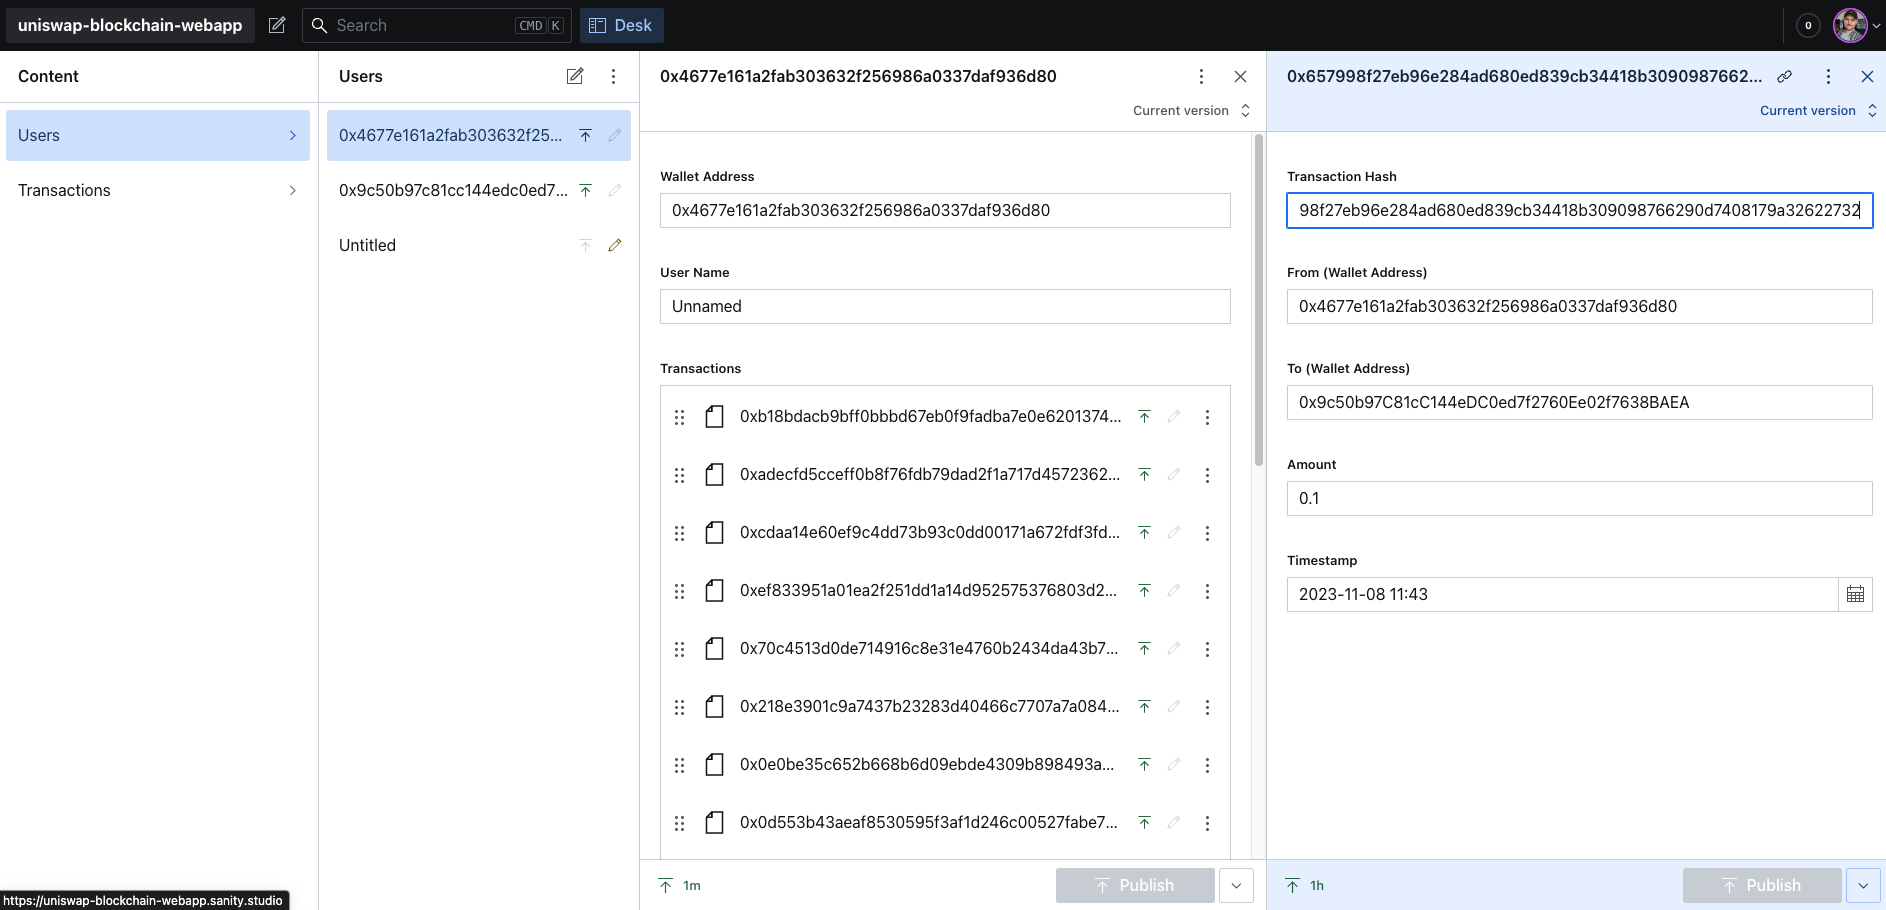 uniswap-blockchain-webapp
Search
CMD K
Desk
0
Content
Users
Transactions
Users
0x4677e161a2fab303632f25...
0x9c50b97c81cc144edc0ed7...
Untitled
0x4677e161a2fab303632f256986a0337daf936d80
Current version
Wallet Address
0x4677e161a2fab303632f256986a0337daf936d80
User Name
Unnamed
Transactions
0xb18bdacb9bff0bbbd67eb0f9fadba7e0e6201374...
0xadecfd5cceff0b8f76fdb79dad2f1a717d4572362...
0xcdaa14e60ef9c4dd73b93c0dd00171a672fdf3fd...
0xef833951a01ea2f251dd1a14d952575376803d2...
0x70c4513d0de714916c8e31e4760b2434da43b7...
0x218e3901c9a7437b23283d40466c7707a7a084...
0x0e0be35c652b668b6d09ebde4309b898493a...
0x0d553b43aeaf8530595f3af1d246c00527fabe7...
1m
Publish
0x657998f27eb96e284ad680ed839cb34418b3090987662...
Current version
Transaction Hash
98f27eb96e284ad680ed839cb34418b309098766290d7408179a32622732
From (Wallet Address)
0x4677e161a2fab303632f256986a0337daf936d80
To (Wallet Address)
0x9c50b97C81cC144eDC0ed7f2760Ee02f7638BAEA
Amount
0.1
Timestamp
2023-11-08 11:43
1h
Publish
https://uniswap-blockchain-webapp.sanity.studio